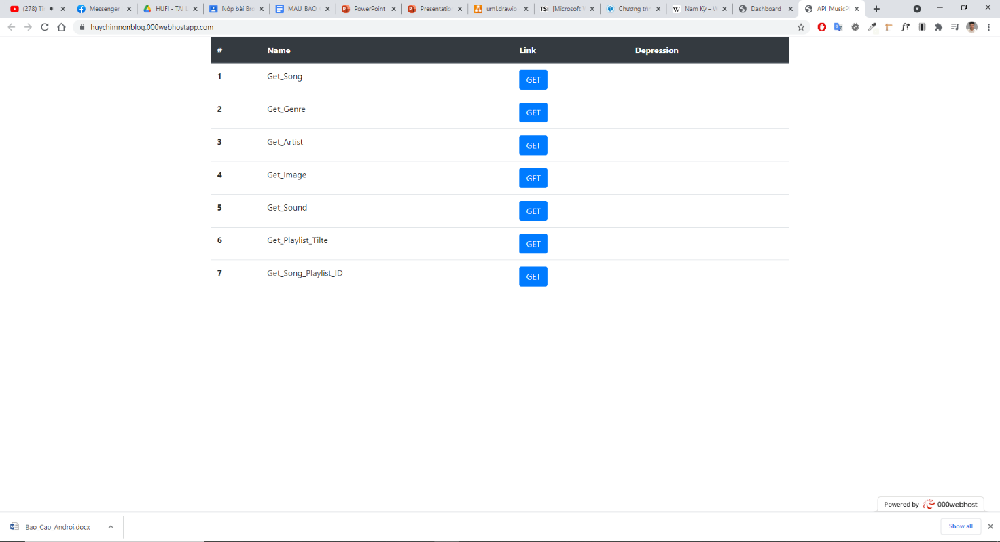 (278) Ti
Messenger
HUFI - TAI L
Nộp bài Bro
MAU_BAO_
PowerPoint
Presentation
uml.drawio
TSi [Microsoft W
Chương trìn
W Nam Kỳ – W
Dashboard
API_MusicP
huychimnonblog.000webhostapp.com
f?
# Name Link Depression
1 Get_Song GET
2 Get_Genre GET
3 Get_Artist GET
4 Get_Image GET
5 Get_Sound GET
6 Get_Playlist_Tilte GET
7 Get_Song_Playlist_ID GET
Powered by 000webhost
Bao_Cao_Androi.docx
Show all